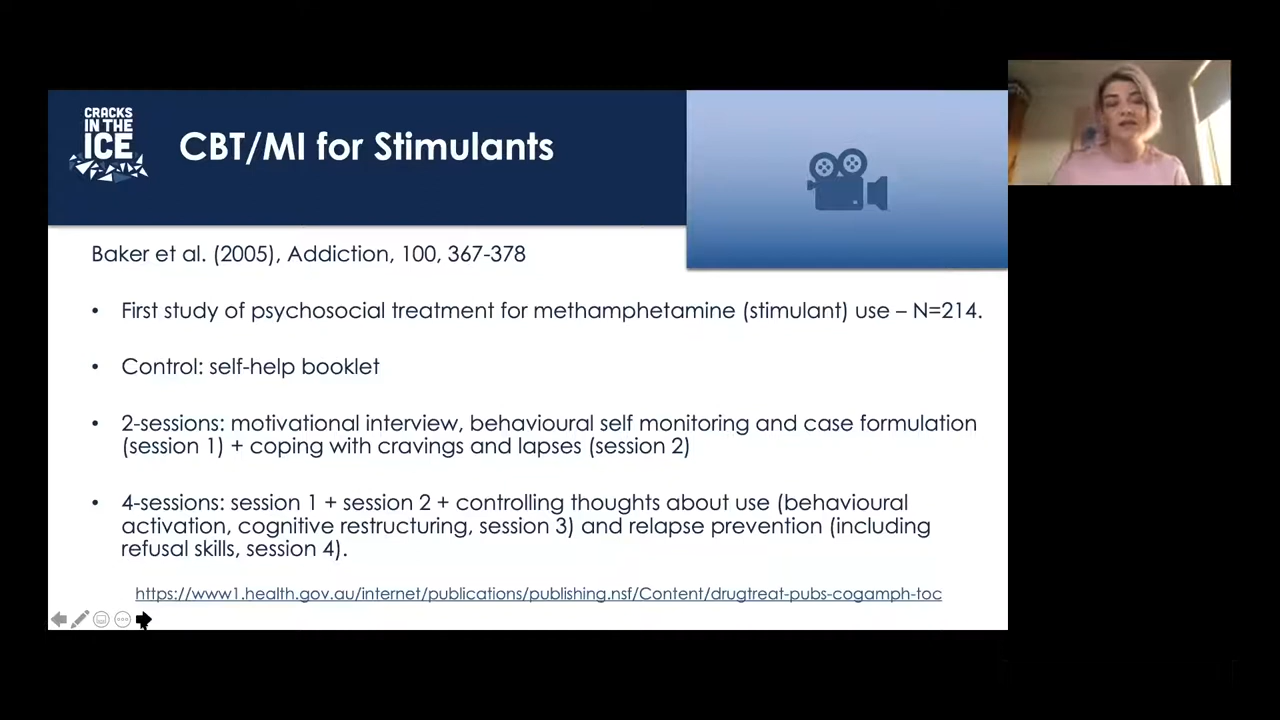 CRACKS
IN THE
ICE
CBT/MI for Stimulants
Baker et al. (2005), Addiction, 100, 367-378
• First study of psychosocial treatment for methamphetamine (stimulant) use – N=214.
• Control: self-help booklet
• 2-sessions: motivational interview, behavioural self monitoring and case formulation
(session 1) + coping with cravings and lapses (session 2)
• 4-sessions: session 1 + session 2 + controlling thoughts about use (behavioural
activation, cognitive restructuring, session 3) and relapse prevention (including
refusal skills, session 4).
https://www1.health.gov.au/internet/publications/publishing.nsf/Content/drugtreat-pubs-cogamph-toc